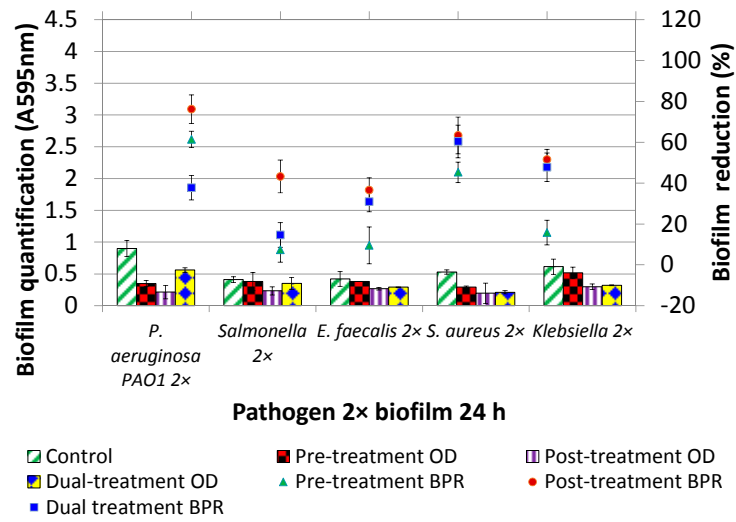 Biofilm quantification (A595nm)
4.5
4
3.5
3
2.5
2
1.5
1
0.5
0
120
100
80
60
40
20
0
-20
Biofilm reduction (%)
P. aeruginosa PAO1 2×
Salmonella 2×
E. faecalis 2×
S. aureus 2×
Klebsiella 2×
Pathogen 2× biofilm 24 h
Control
Pre-treatment OD
Post-treatment OD
Dual-treatment OD
Pre-treatment BPR
Post-treatment BPR
Dual treatment BPR